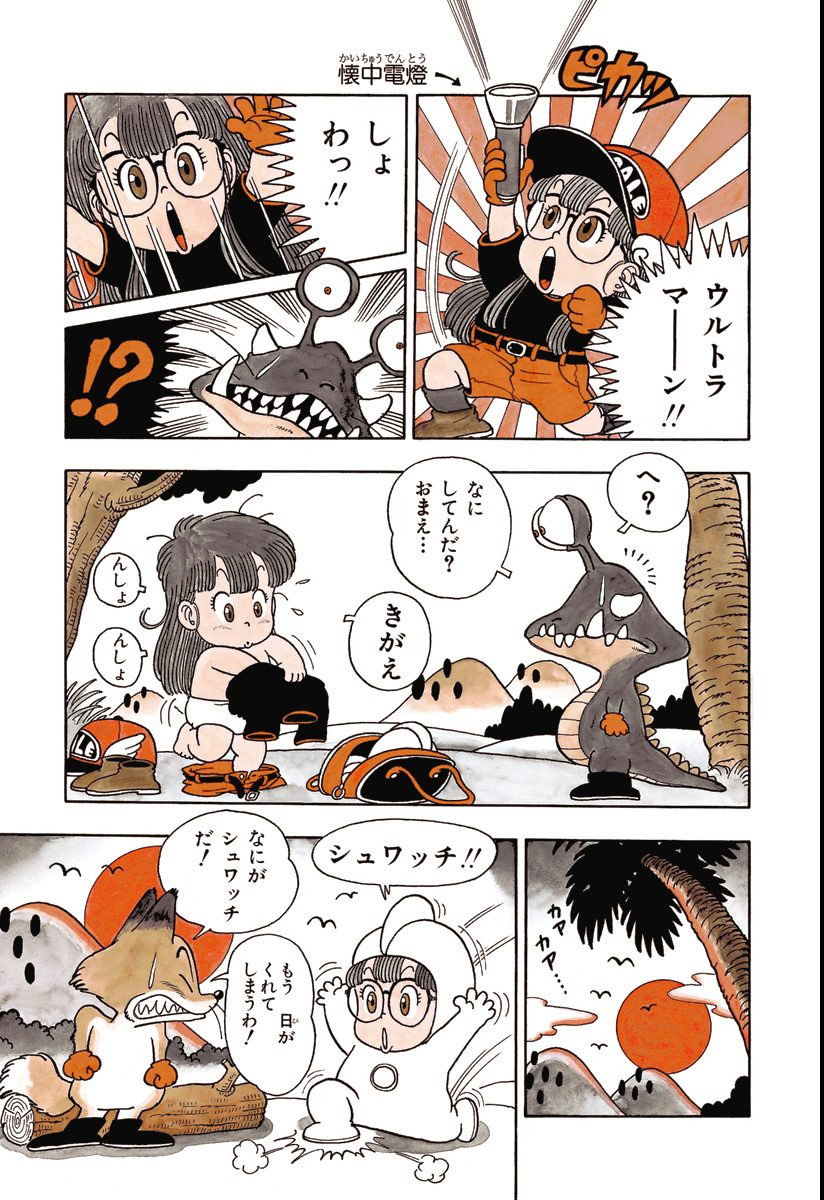 かいちゅうでんとう
懐中電燈
ピカッ
ウルトラ
マーーン!!
しょ
わっ!!
!?
へ?
なに
してんだ?
おまえ…
きがえ
んしょ
んしょ
カア
カア…
シュワッチ!!
なにが
シュワッチ
だ!
もう日が
ひ
くれて
しまうわ!